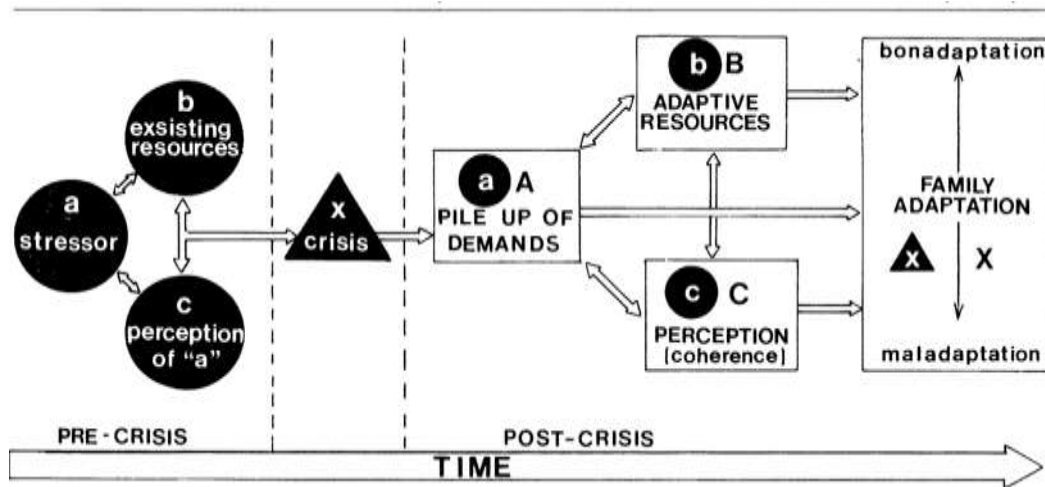 b
exsisting
resources
a
stressor
c
perception
of "a"
x
crisis
a A
PILE UP OF
DEMANDS
b B
ADAPTIVE
RESOURCES
c C
PERCEPTION
(coherence)
bonadaptation
FAMILY
ADAPTATION
x X
maladaptation
PRE-CRISIS
POST-CRISIS
TIME